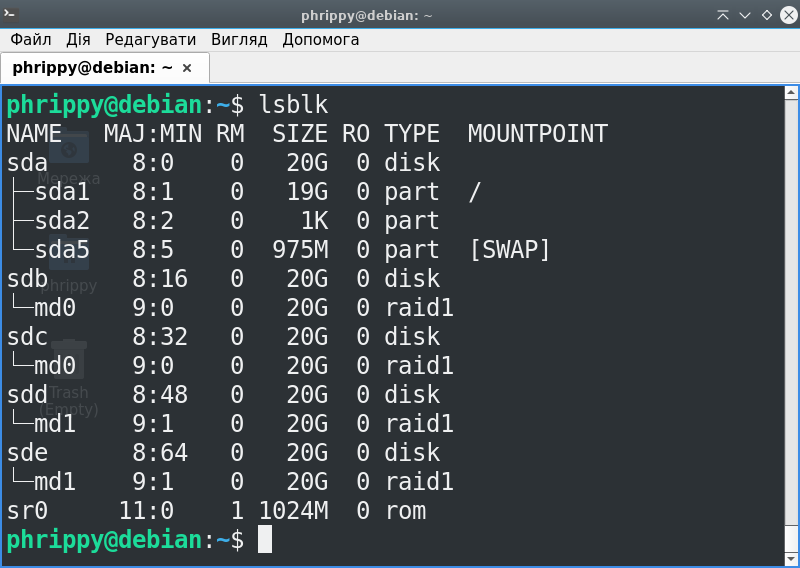 phrippy@debian: ~
Файл Дія Редагувати Вигляд Допомога
phrippy@debian: ~ ×
phrippy@debian:~$ lsblk
NAME   MAJ:MIN RM   SIZE RO TYPE  MOUNTPOINT
sda      8:0    0    20G  0 disk
├─sda1   8:1    0    19G  0 part  /
├─sda2   8:2    0     1K  0 part
└─sda5   8:5    0   975M  0 part  [SWAP]
sdb      8:16   0    20G  0 disk
└─md0    9:0    0    20G  0 raid1
sdc      8:32   0    20G  0 disk
└─md0    9:0    0    20G  0 raid1
sdd      8:48   0    20G  0 disk
└─md1    9:1    0    20G  0 raid1
sde      8:64   0    20G  0 disk
└─md1    9:1    0    20G  0 raid1
sr0     11:0    1  1024M  0 rom
phrippy@debian:~$
Мережа
phrippy
Trash
(Empty)